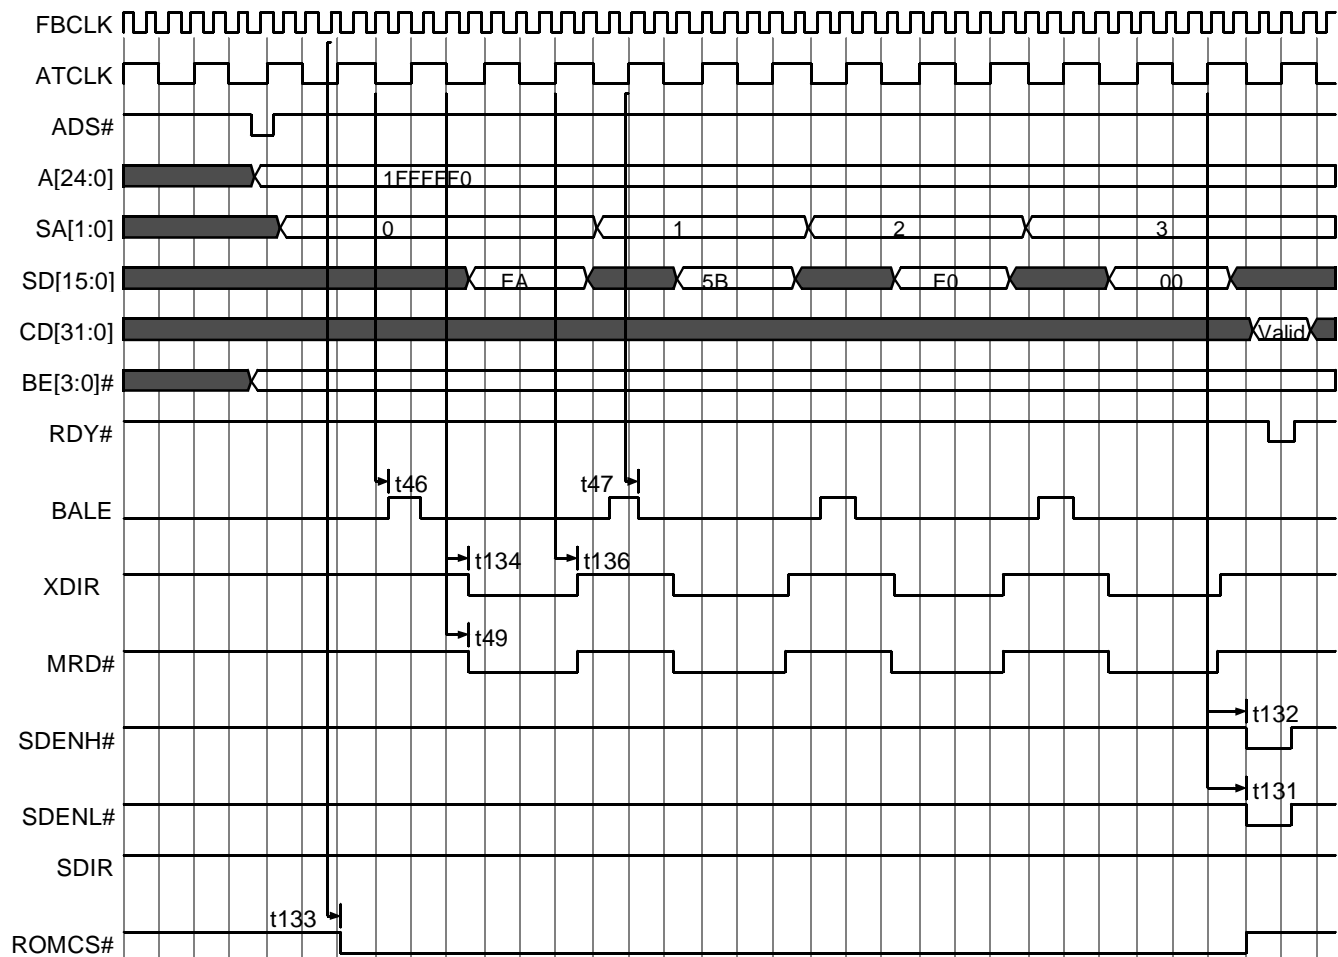 FBCLK
ATCLK
ADS#
A[24:0] 1FFFFF0
SA[1:0] 0 1 2 3
SD[15:0] EA 5B E0 00
CD[31:0] Valid
BE[3:0]#
RDY#
t46 t47
BALE
t134 t136
XDIR
t49
MRD#
t132
SDENH#
t131
SDENL#
SDIR
t133
ROMCS#